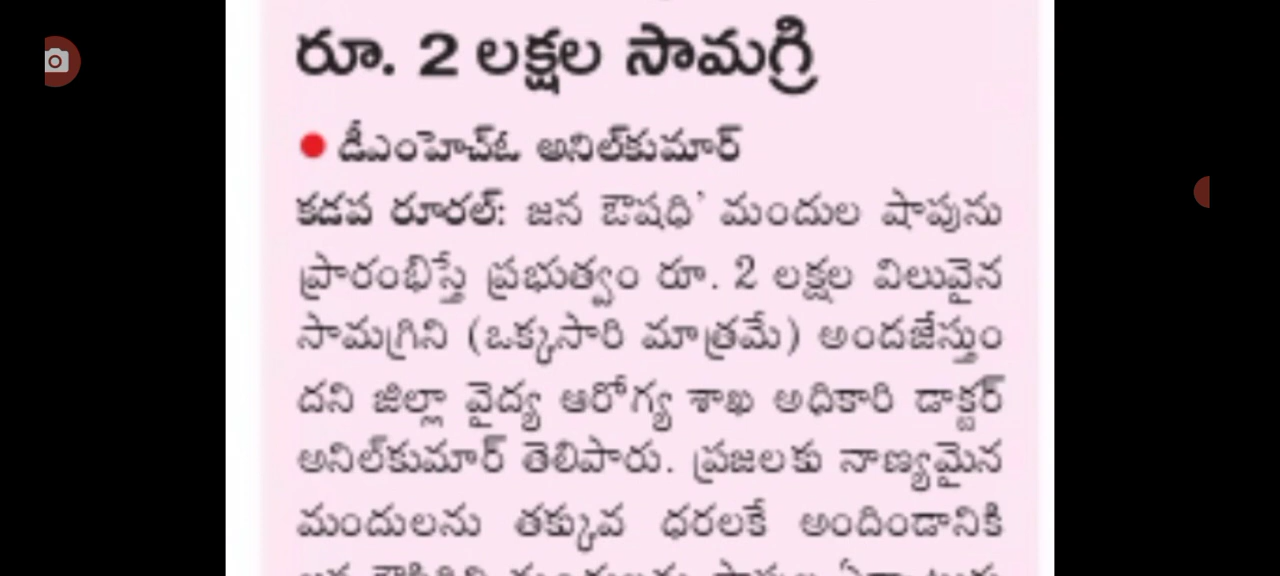 రూ. 2 లక్షల సామగ్రి
● డీఎంహెచ్ఓ అనిల్‌కుమార్
కడప రూరల్: జన ఔషధి' మందుల షాపును
ప్రారంభిస్తే ప్రభుత్వం రూ. 2 లక్షల విలువైన
సామగ్రిని (ఒక్కసారి మాత్రమే) అందజేస్తుం
దని జిల్లా వైద్య ఆరోగ్య శాఖ అధికారి డాక్టర్
అనిల్‌కుమార్ తెలిపారు. ప్రజలకు నాణ్యమైన
మందులను తక్కువ ధరలకే అందిండానికి